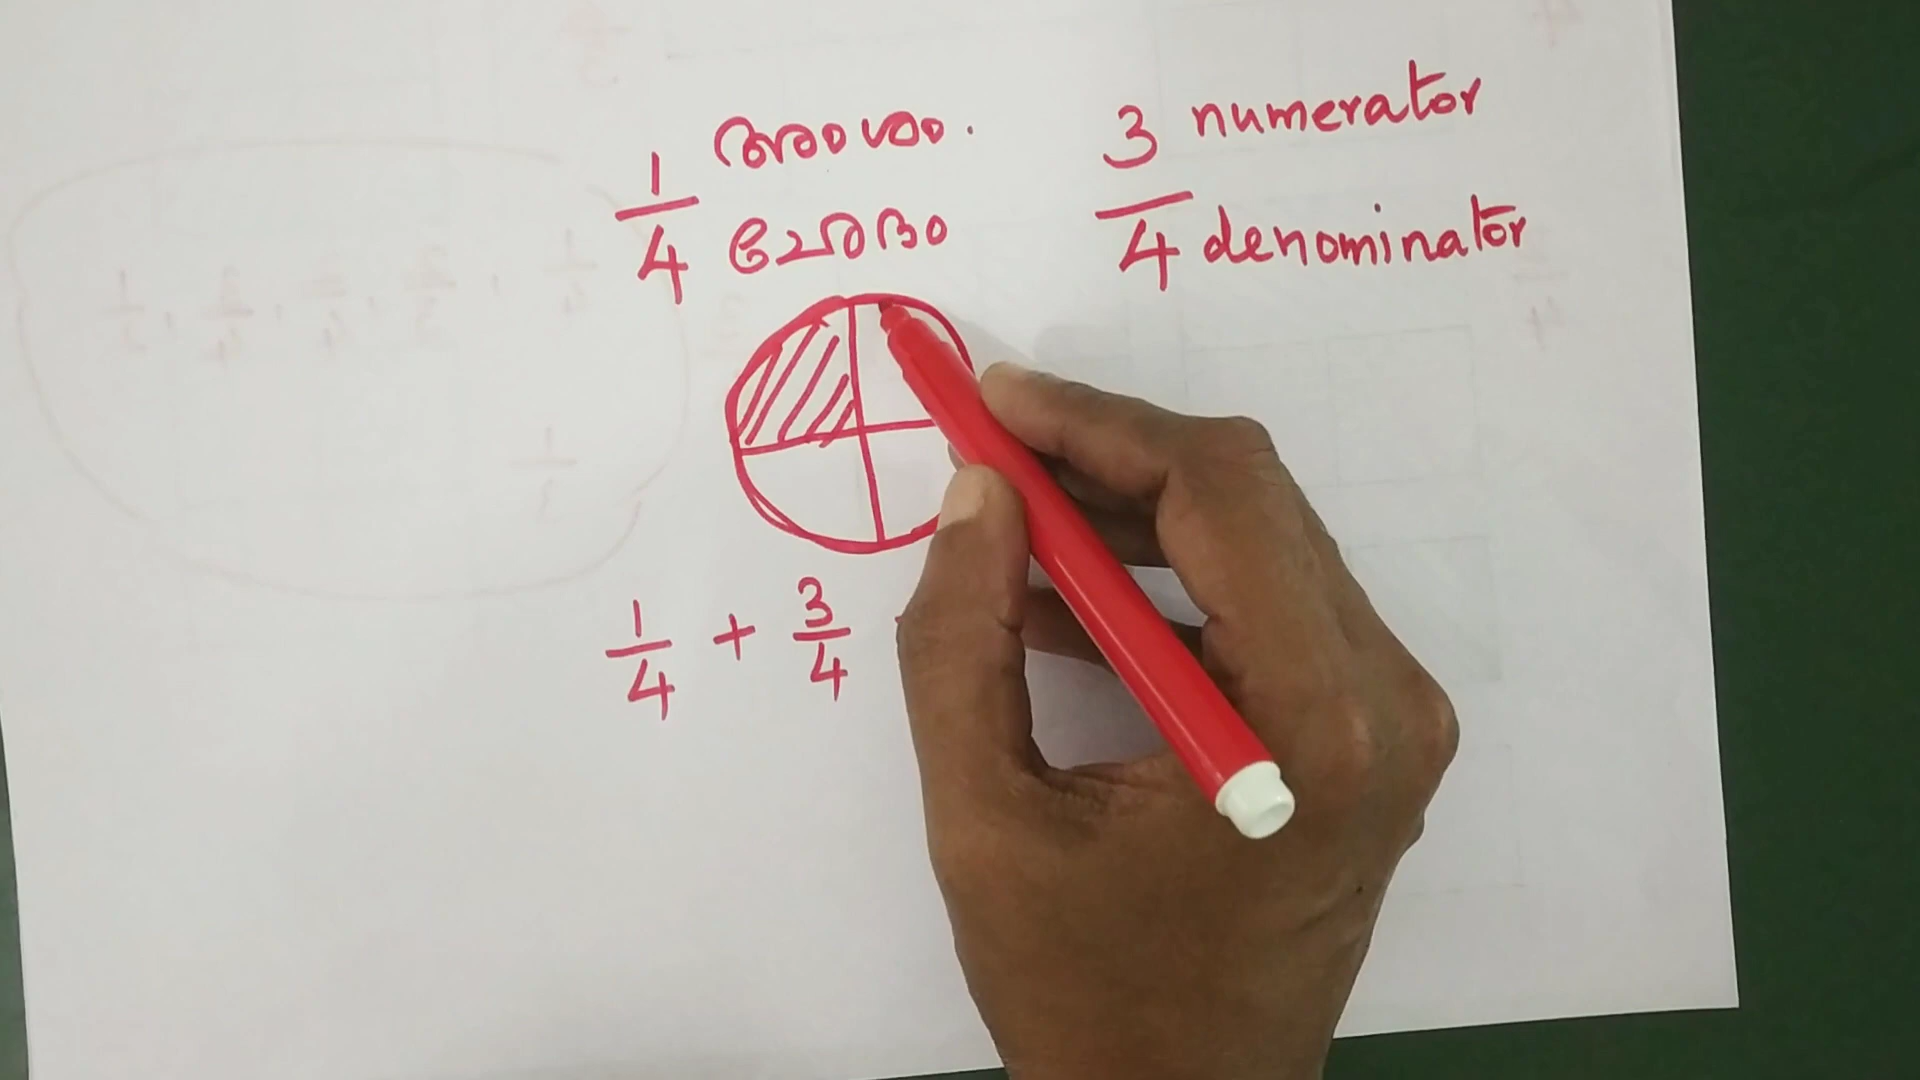 1/4 അംശം. 3/4 numerator
ഛേദം denominator
1/4 + 3/4